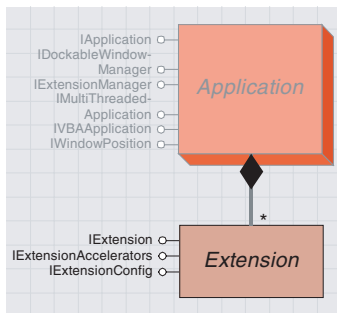 IApplication
IDockableWindow-
Manager
IExtensionManager
IMultiThreaded-
Application
IVBAApplication
IWindowPosition
Application
*
IExtension
IExtensionAccelerators
IExtensionConfig
Extension